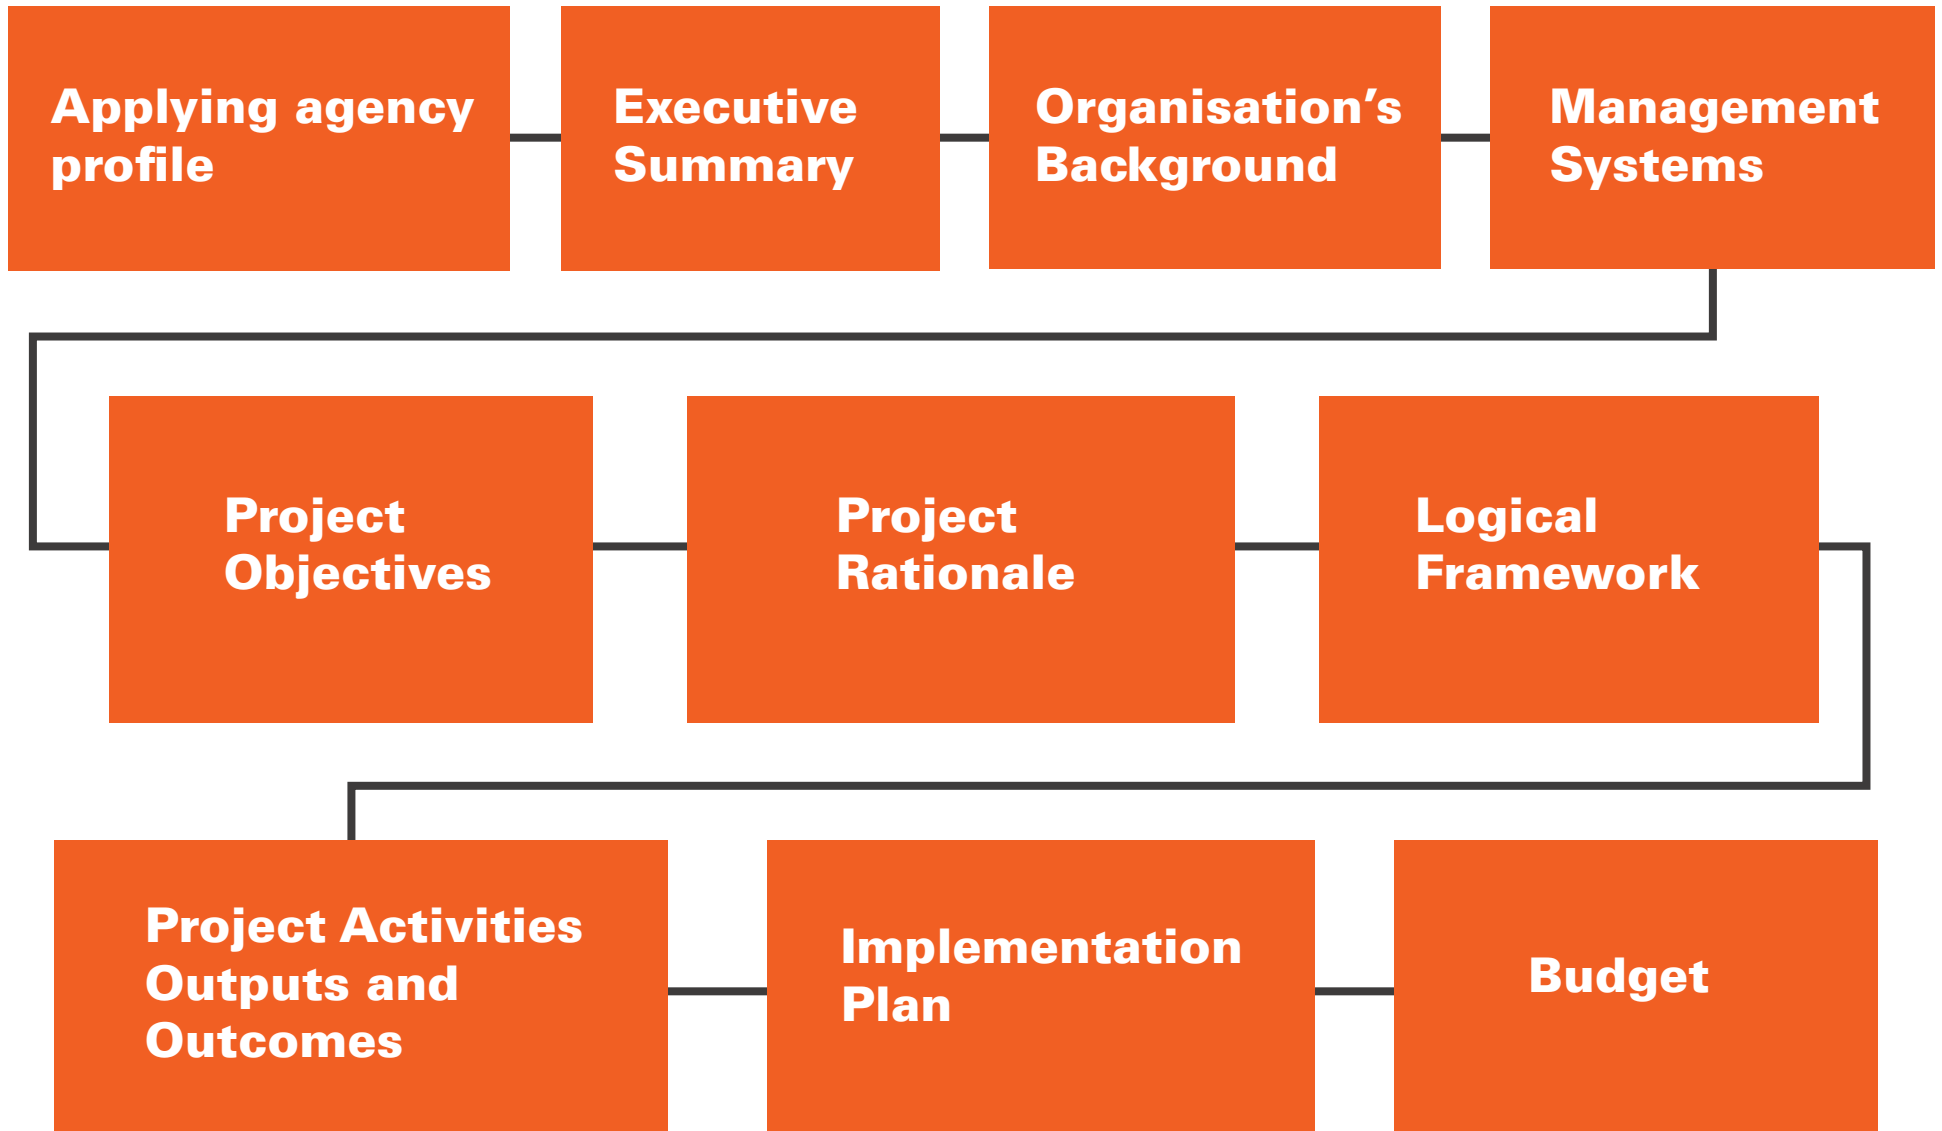 Applying agency
profile
Executive
Summary
Organisation’s
Background
Management
Systems
Project
Objectives
Project
Rationale
Logical
Framework
Project Activities
Outputs and
Outcomes
Implementation
Plan
Budget